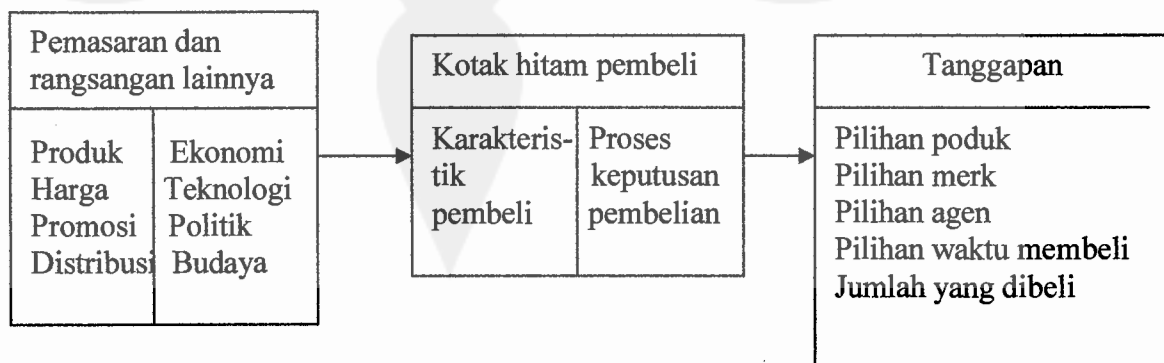 Pemasaran dan
rangsangan lainnya
Produk
Harga
Promosi
Distribusi
Ekonomi
Teknologi
Politik
Budaya
Kotak hitam pembeli
Karakteris-
tik
pembeli
Proses
keputusan
pembelian
Tanggapan
Pilihan poduk
Pilihan merk
Pilihan agen
Pilihan waktu membeli
Jumlah yang dibeli